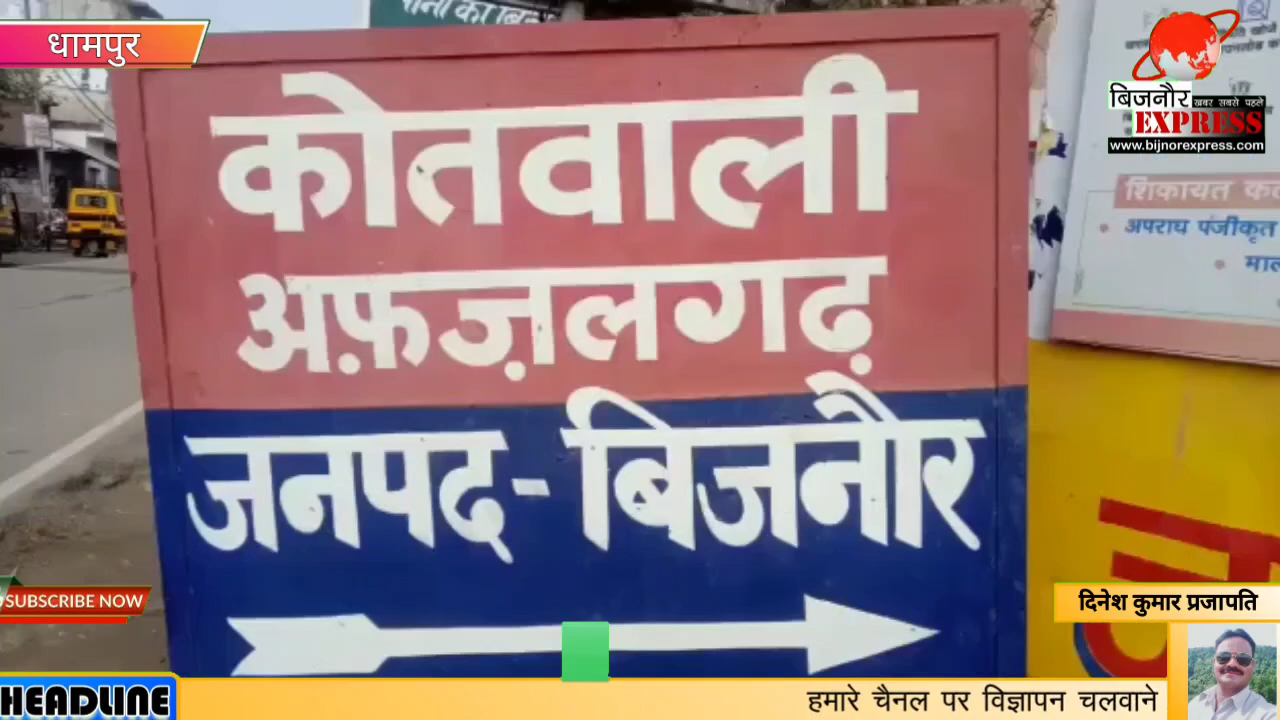 धामपुर
कोतवाली
अफ़ज़लगढ़
जनपद-बिजनौर
बिजनौर
खबर सबसे पहले
EXPRESS
www.bijnorexpress.com
शिकायत
अपराध पंजीकृत
SUBSCRIBE NOW
दिनेश कुमार प्रजापति
HEADLINE
हमारे चैनल पर विज्ञापन चलवाने